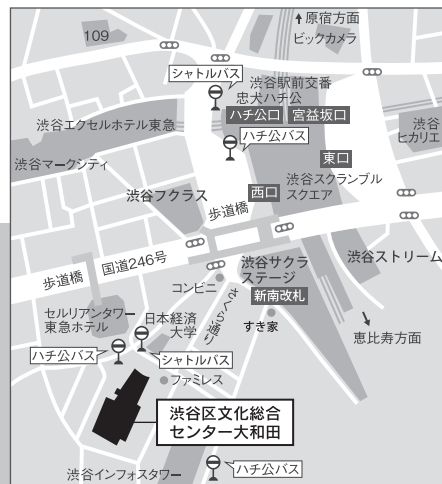 ↑原宿方面
ビックカメラ
109
シャトルバス
渋谷駅前交番
忠犬ハチ公
ハチ公口
宮益坂口
渋谷エクセルホテル東急
ハチ公バス
渋谷
ヒカリエ
東口
渋谷マークシティ
渋谷スクランブル
スクエア
西口
渋谷フクラス
歩道橋
国道246号
歩道橋
渋谷サクラ
ステージ
渋谷ストリーム
コンビニ
さくら通り
新南改札
セルリアンタワー
東急ホテル
日本経済
大学
すき家
恵比寿方面
ハチ公バス
シャトルバス
ファミレス
渋谷区文化総合
センター大和田
渋谷インフォスタワー
ハチ公バス